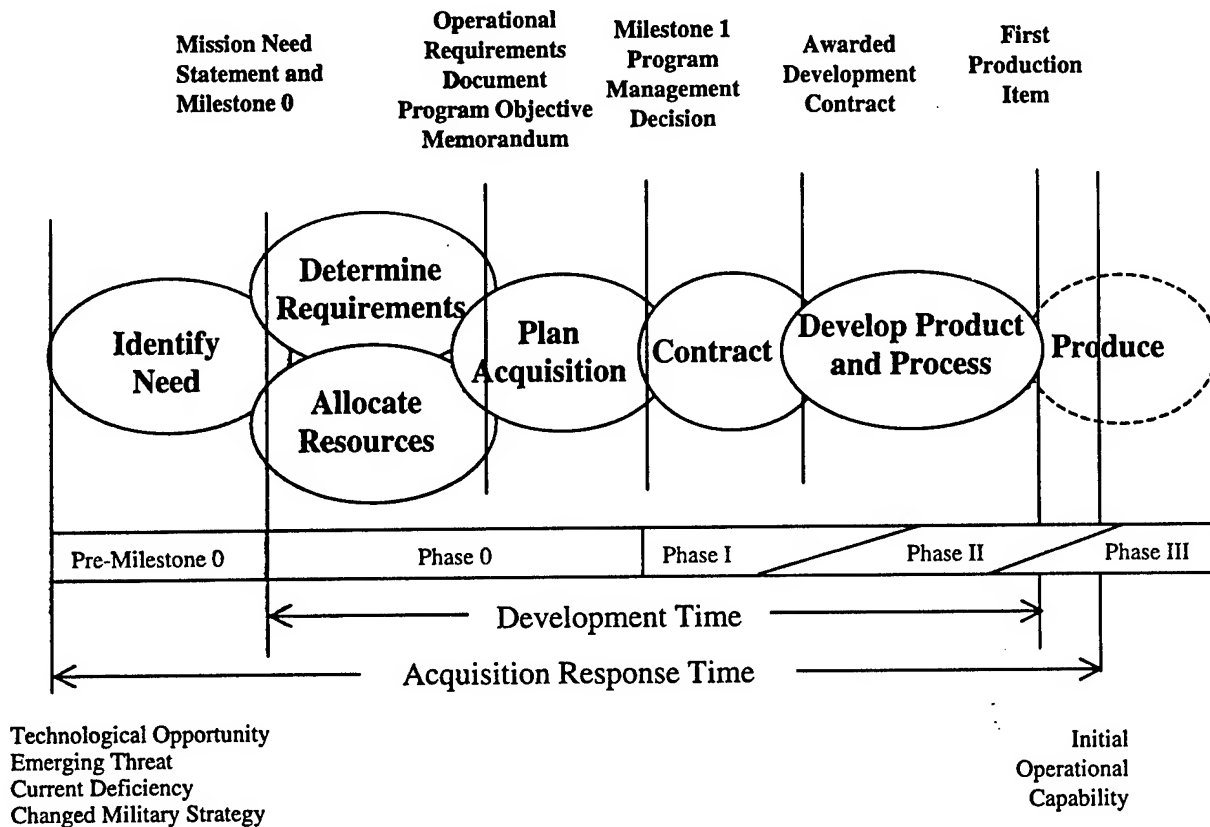 Mission Need
Statement and
Milestone 0
Operational
Requirements
Document
Program Objective
Memorandum
Milestone 1
Program
Management
Decision
Awarded
Development
Contract
First
Production
Item
Identify
Need
Determine
Requirements
Allocate
Resources
Plan
Acquisition
Contract
Develop Product
and Process
Produce
Pre-Milestone 0
Phase 0
Phase I
Phase II
Phase III
Development Time
Acquisition Response Time
Technological Opportunity
Emerging Threat
Current Deficiency
Changed Military Strategy
Initial
Operational
Capability